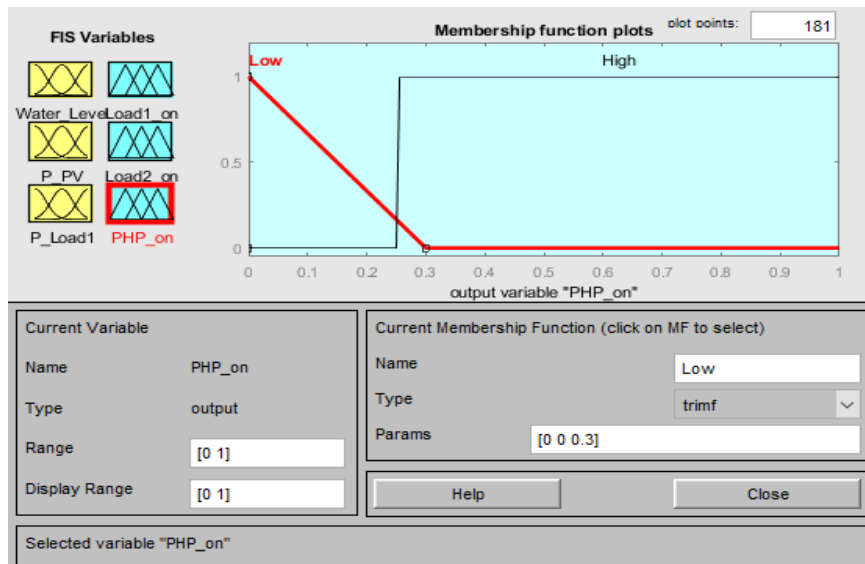 FIS Variables
Membership function plots
plot points:
181
Water_Leve
Load1_on
P_PV
Load2_on
P_Load1
PHP_on
Low
High
1
0.5
0
0 0.1 0.2 0.3 0.4 0.5 0.6 0.7 0.8 0.9 1
output variable "PHP_on"
Current Variable
Name PHP_on
Type output
Range [0 1]
Display Range [0 1]
Current Membership Function (click on MF to select)
Name Low
Type trimf
Params [0 0 0.3]
Help
Close
Selected variable "PHP_on"